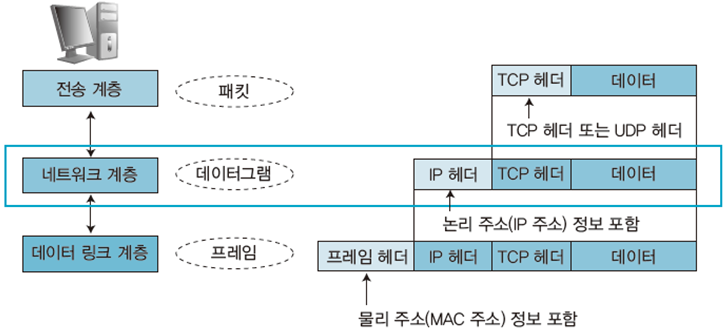 전송 계층
패킷
TCP 헤더
데이터
TCP 헤더 또는 UDP 헤더
네트워크 계층
데이터그램
IP 헤더
TCP 헤더
데이터
논리 주소(IP 주소) 정보 포함
데이터 링크 계층
프레임
프레임 헤더
IP 헤더
TCP 헤더
데이터
물리 주소(MAC 주소) 정보 포함